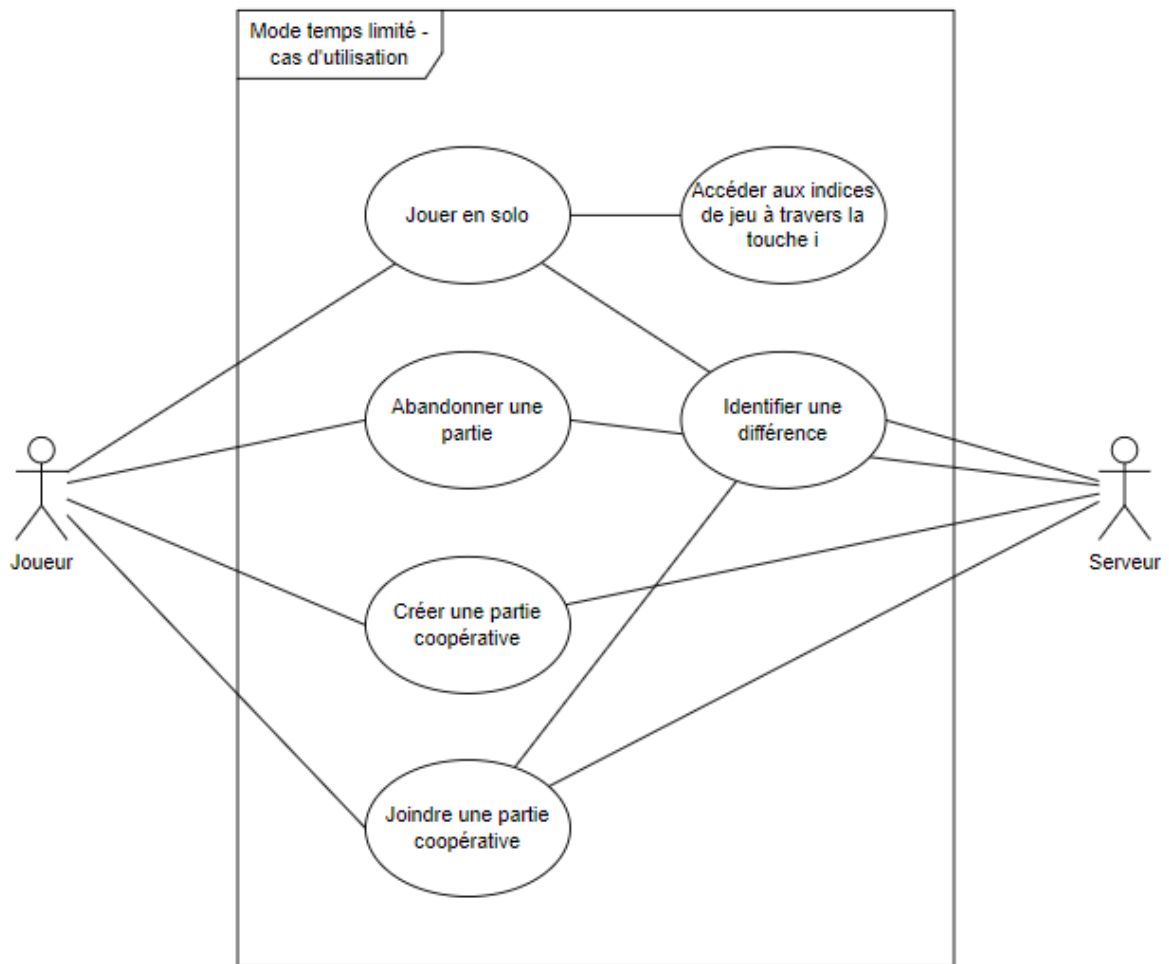 Mode temps limité -
cas d'utilisation
Jouer en solo
Accéder aux indices
de jeu à travers la
touche i
Abandonner une
partie
Identifier une
différence
Joueur
Serveur
Créer une partie
coopérative
Joindre une partie
coopérative